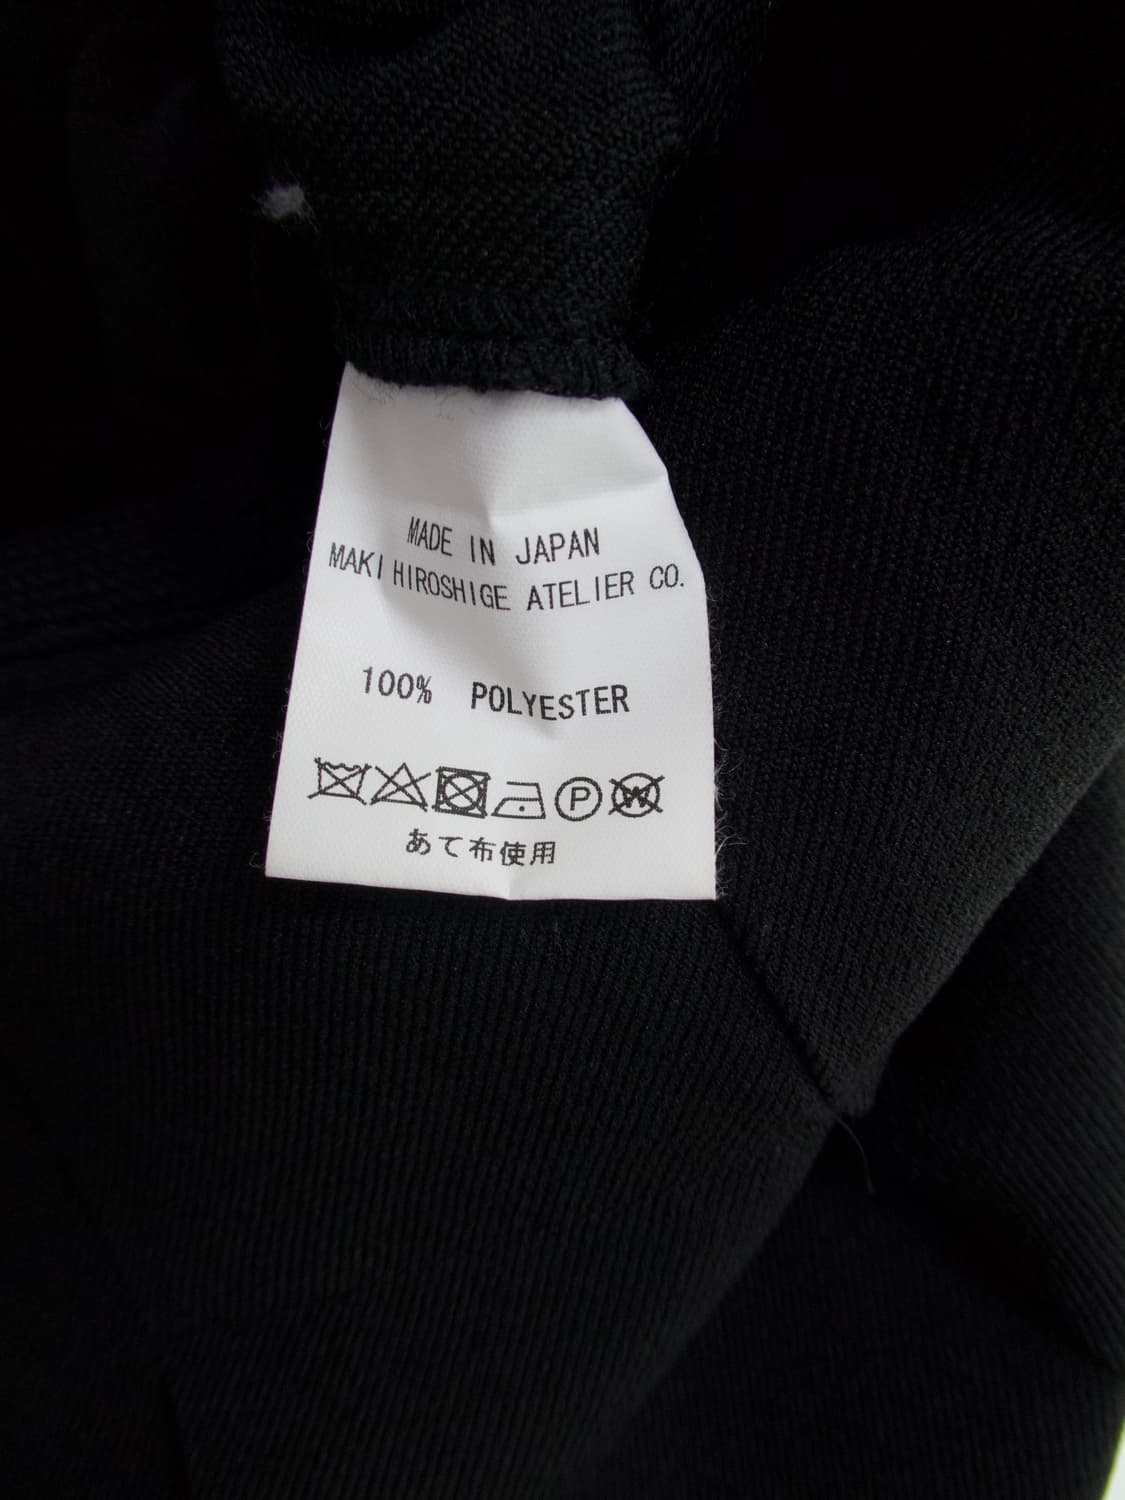 MADE IN JAPAN
MAKI HIROSHIGE ATELIER CO.
100% POLYESTER
P W
あて布使用